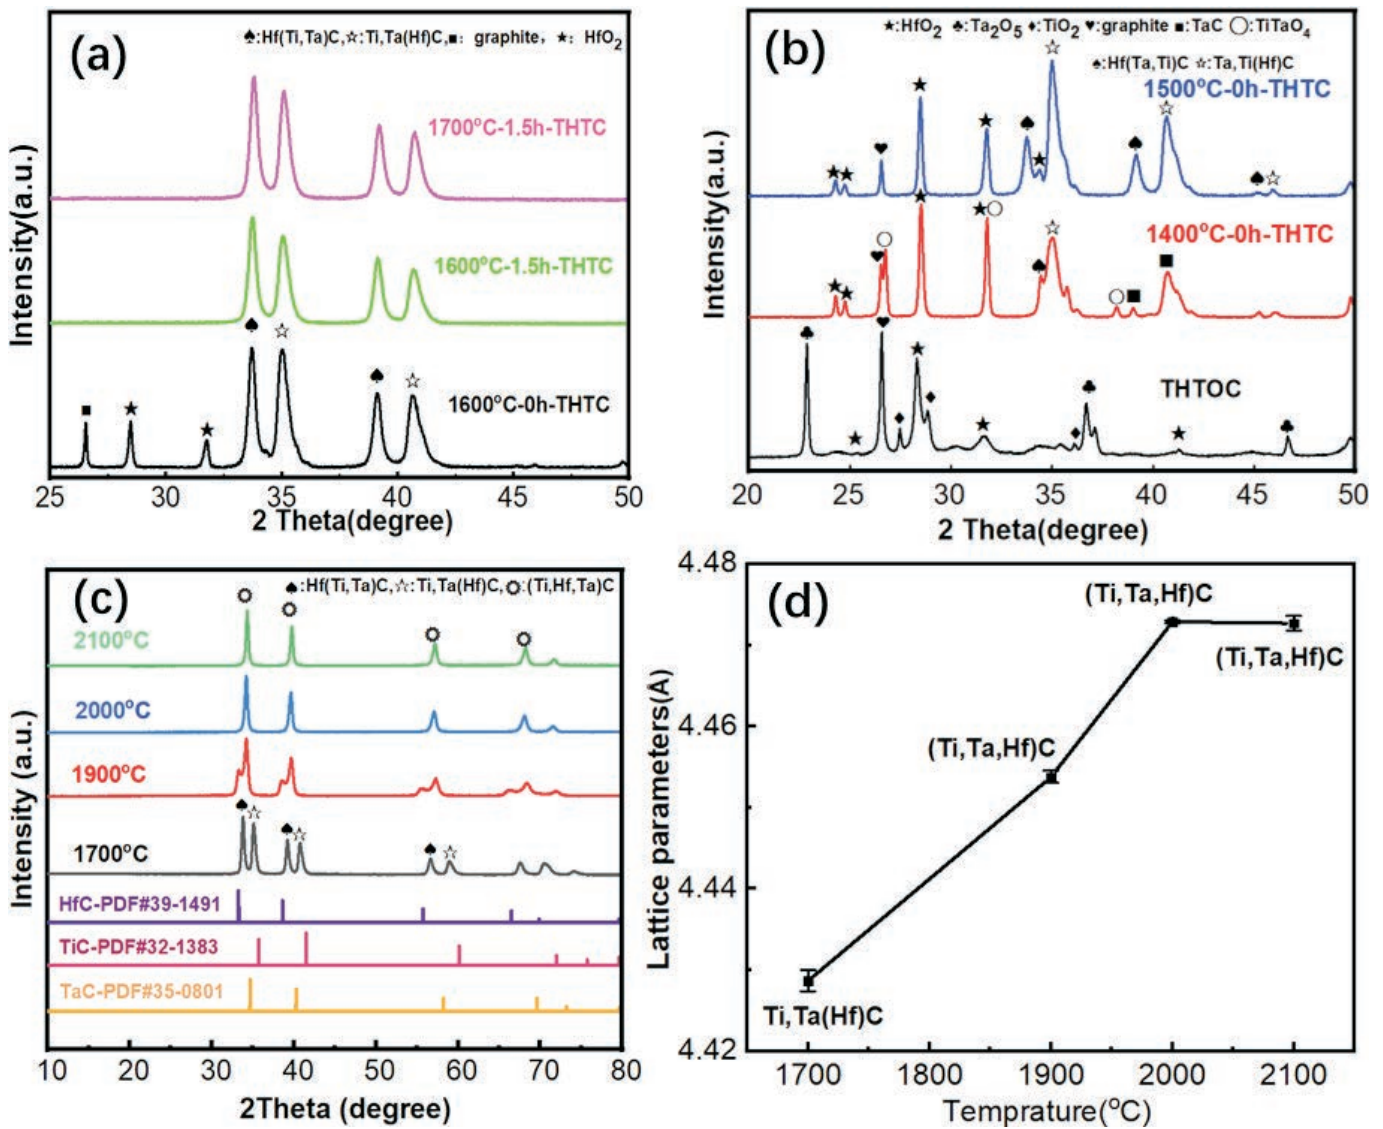 (a)
♠:Hf(Ti,Ta)C,☆:Ti,Ta(Hf)C,■: graphite, ★: HfO2
1700°C-1.5h-THTC
1600°C-1.5h-THTC
1600°C-0h-THTC
Intensity(a.u.)
25 30 35 40 45 50
2 Theta(degree)
(b)
★:HfO2 ♣:Ta2O5 ♦:TiO2 ♥:graphite ■:TaC ○:TiTaO4
♠:Hf(Ta,Ti)C ☆:Ta,Ti(Hf)C
1500°C-0h-THTC
1400°C-0h-THTC
THTOC
Intensity(a.u.)
20 25 30 35 40 45 50
2 Theta(degree)
(c)
♠:Hf(Ti,Ta)C,☆:Ti,Ta(Hf)C,✪:(Ti,Hf,Ta)C
2100°C
2000°C
1900°C
1700°C
HfC-PDF#39-1491
TiC-PDF#32-1383
TaC-PDF#35-0801
Intensity (a.u.)
10 20 30 40 50 60 70 80
2Theta (degree)
(d)
4.48
4.46
4.44
4.42
Lattice parameters(A)
(Ti,Ta,Hf)C
(Ti,Ta,Hf)C
(Ti,Ta,Hf)C
Ti,Ta(Hf)C
1700 1800 1900 2000 2100
Temprature(°C)